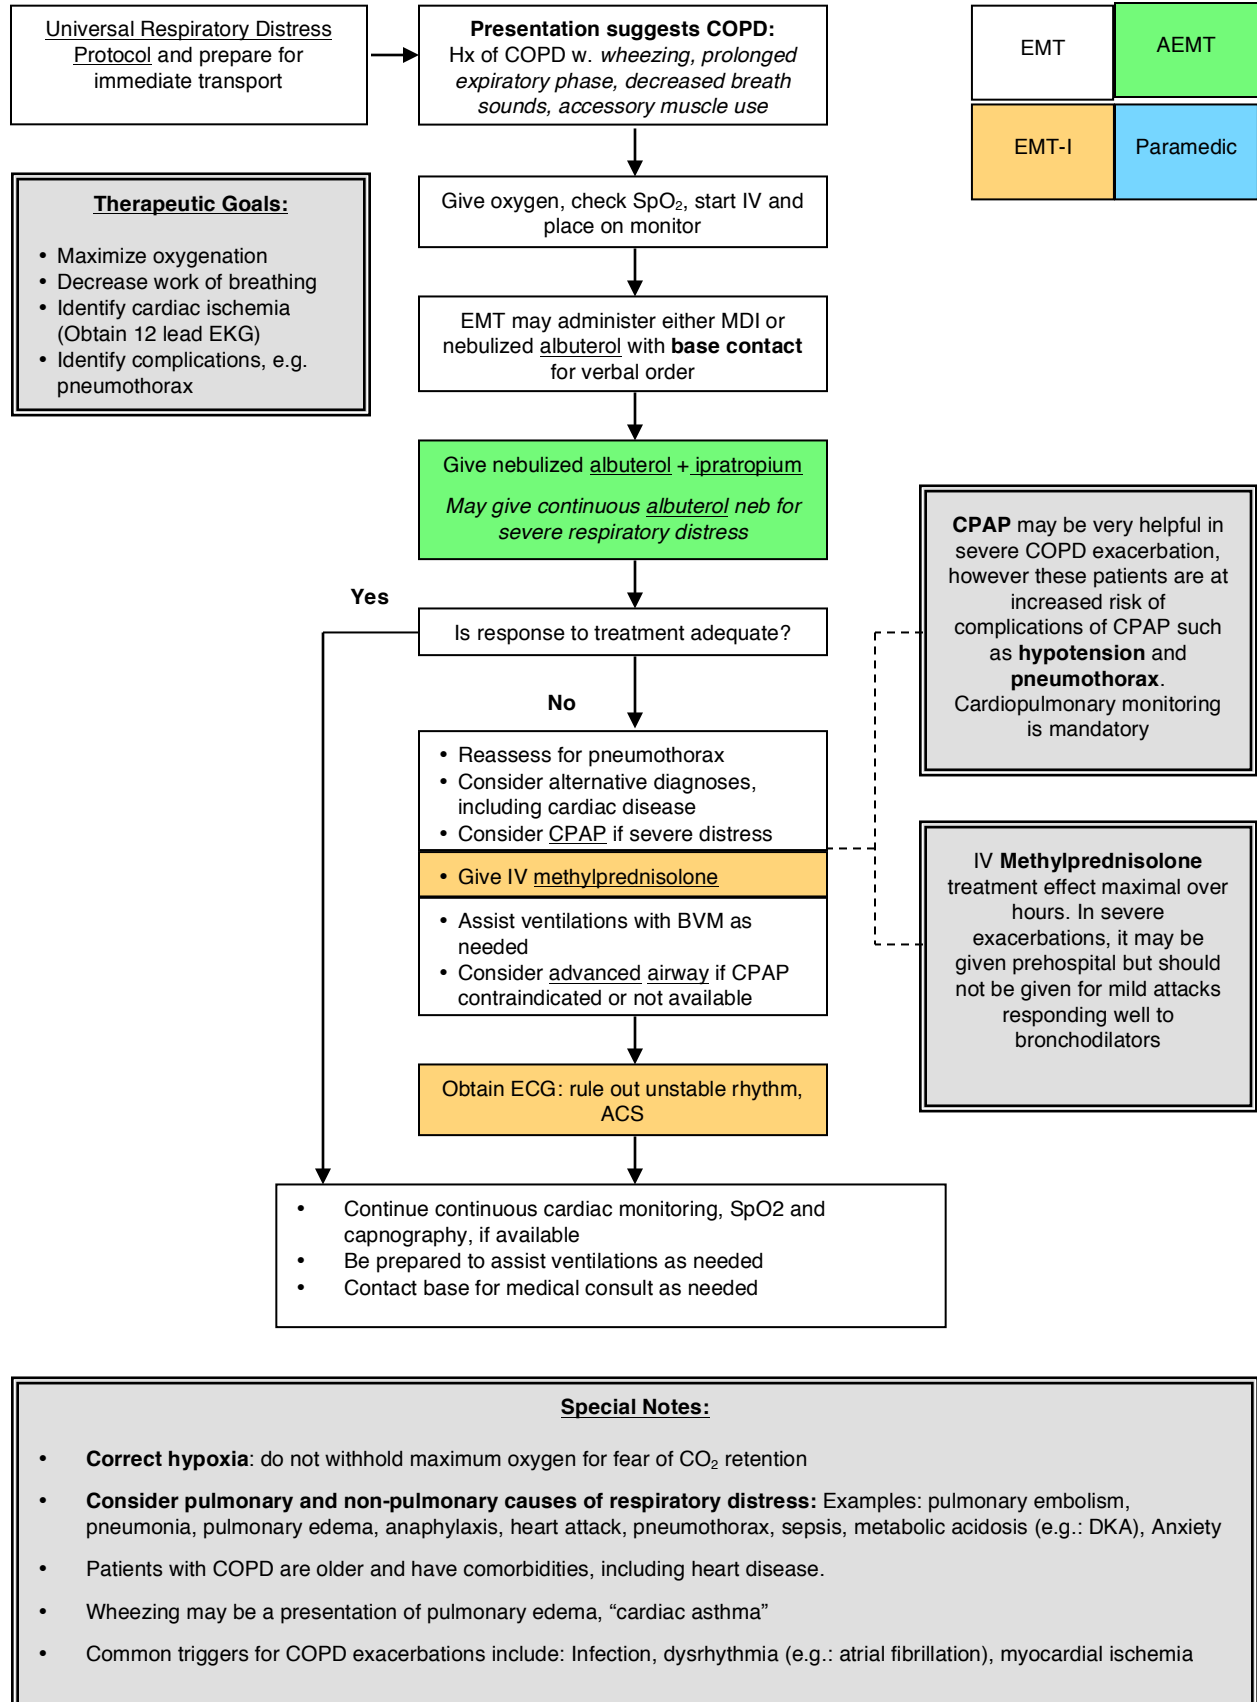 Universal Respiratory Distress
Protocol and prepare for
immediate transport
Presentation suggests COPD:
Hx of COPD w. wheezing, prolonged
expiratory phase, decreased breath
sounds, accessory muscle use
EMT
AEMT
EMT-I
Paramedic
Therapeutic Goals:
• Maximize oxygenation
• Decrease work of breathing
• Identify cardiac ischemia
(Obtain 12 lead EKG)
• Identify complications, e.g.
pneumothorax
Give oxygen, check SpO₂, start IV and
place on monitor
EMT may administer either MDI or
nebulized albuterol with base contact
for verbal order
Give nebulized albuterol + ipratropium
May give continuous albuterol neb for
severe respiratory distress
Yes
Is response to treatment adequate?
No
• Reassess for pneumothorax
• Consider alternative diagnoses,
including cardiac disease
• Consider CPAP if severe distress
• Give IV methylprednisolone
• Assist ventilations with BVM as
needed
• Consider advanced airway if CPAP
contraindicated or not available
CPAP may be very helpful in
severe COPD exacerbation,
however these patients are at
increased risk of
complications of CPAP such
as hypotension and
pneumothorax.
Cardiopulmonary monitoring
is mandatory
IV Methylprednisolone
treatment effect maximal over
hours. In severe
exacerbations, it may be
given prehospital but should
not be given for mild attacks
responding well to
bronchodilators
Obtain ECG: rule out unstable rhythm,
ACS
• Continue continuous cardiac monitoring, SpO2 and
capnography, if available
• Be prepared to assist ventilations as needed
• Contact base for medical consult as needed
Special Notes:
• Correct hypoxia: do not withhold maximum oxygen for fear of CO₂ retention
• Consider pulmonary and non-pulmonary causes of respiratory distress: Examples: pulmonary embolism,
pneumonia, pulmonary edema, anaphylaxis, heart attack, pneumothorax, sepsis, metabolic acidosis (e.g.: DKA), Anxiety
• Patients with COPD are older and have comorbidities, including heart disease.
• Wheezing may be a presentation of pulmonary edema, “cardiac asthma”
• Common triggers for COPD exacerbations include: Infection, dysrhythmia (e.g.: atrial fibrillation), myocardial ischemia